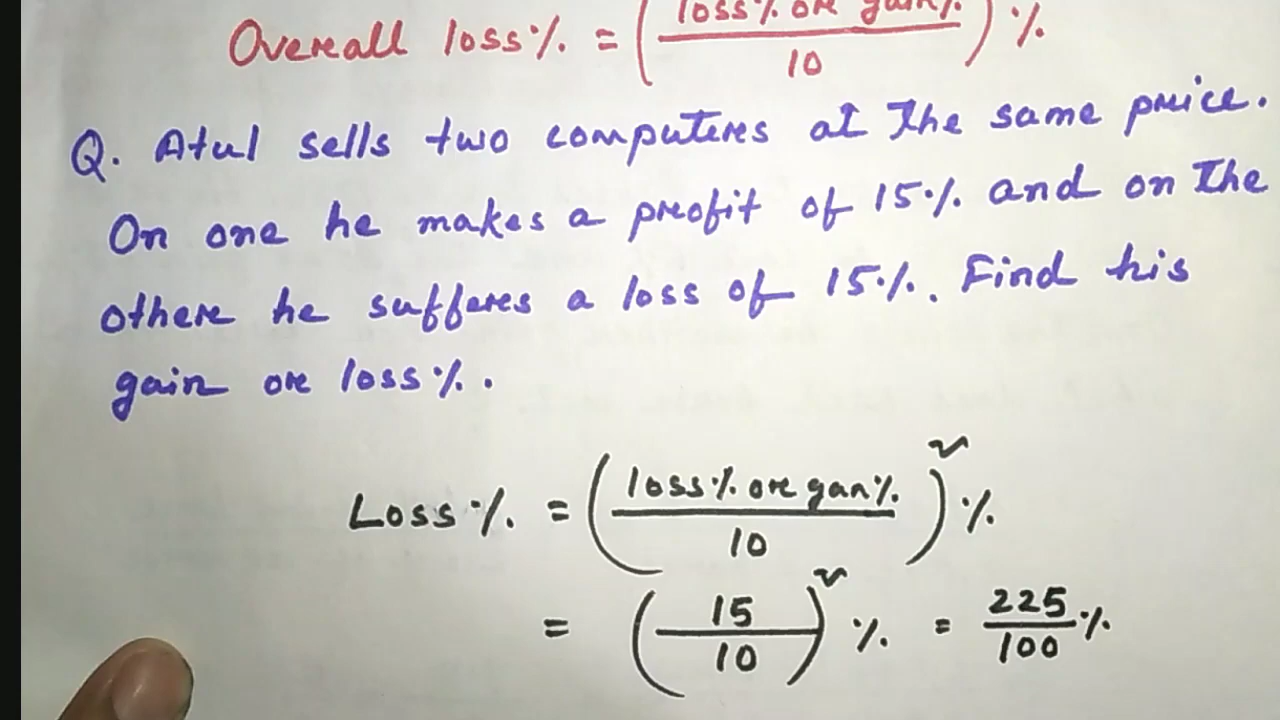 Overall loss% = (loss% or gain% / 10) %
Q. Atul sells two computers at the same price.
On one he makes a profit of 15% and on the
other he suffers a loss of 15%. Find his
gain or loss%.
Loss% = (loss% or gan% / 10)² %
= (15 / 10)² % = 225/100 %